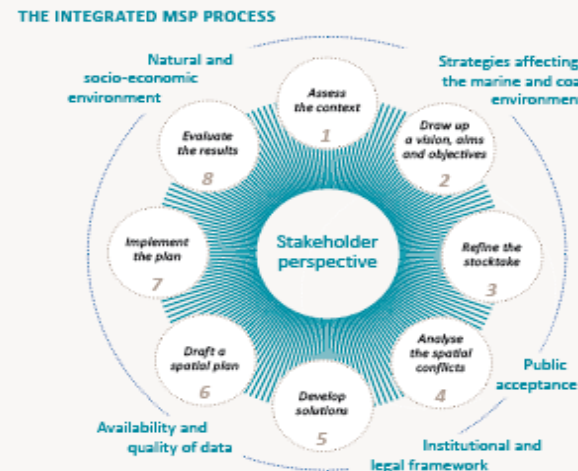 THE INTEGRATED MSP PROCESS
Natural and
socio-economic
environment
Strategies affecting
the marine and coa
environmen
Assess
the context
1
Draw up
a vision, aims
and objectives
2
Refine the
stocktake
3
Analyse
the spatial
conflicts
4
Develop
solutions
5
Draft a
spatial plan
6
Implement
the plan
7
Evaluate
the results
8
Stakeholder
perspective
Public
acceptance
Institutional and
legal framework
Availability and
quality of data